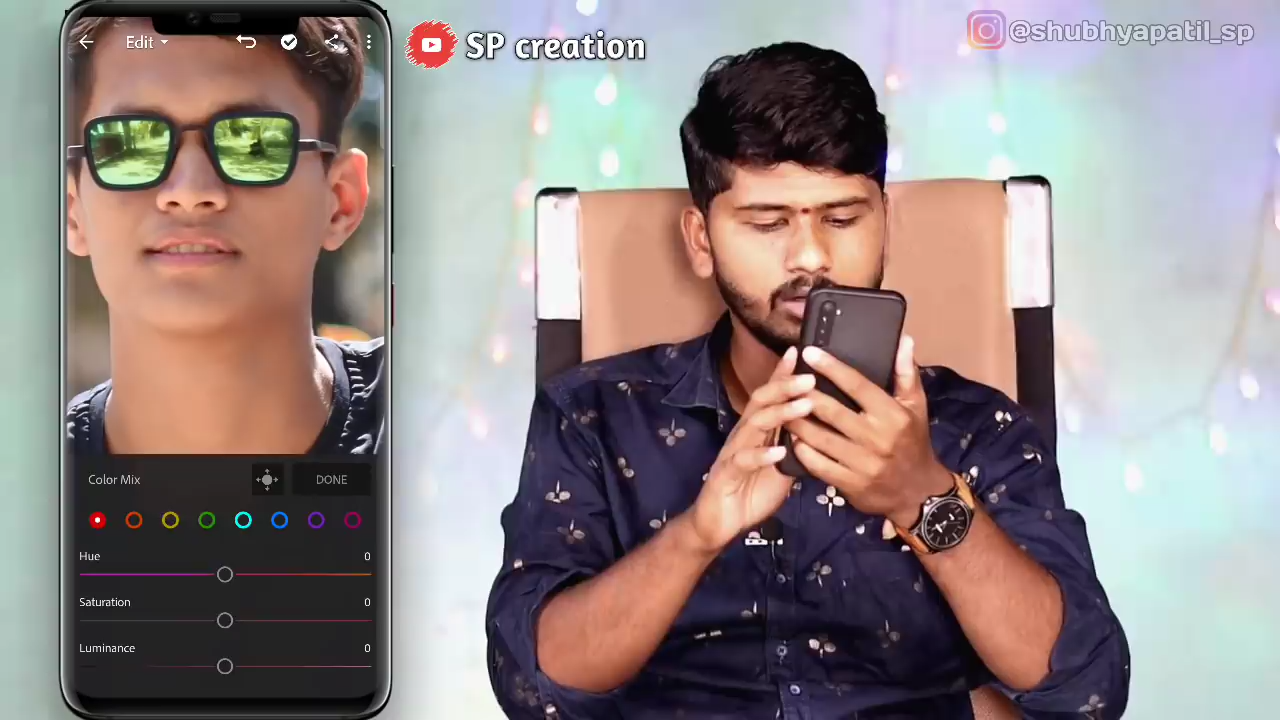 Edit
SP creation
@shubhyapatil_sp
Color Mix
DONE
Hue 0
Saturation 0
Luminance 0